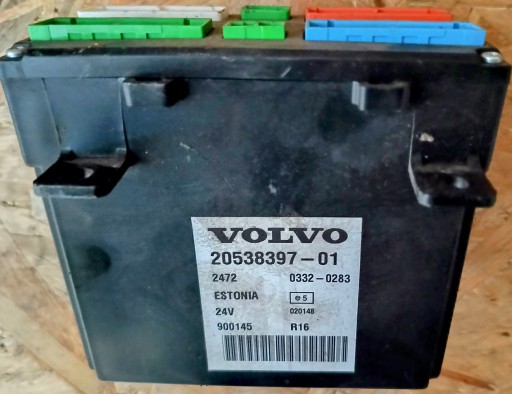 VOLVO
20538397-01
2472 0332-0283
ESTONIA e5
24V 020148
900145 R16